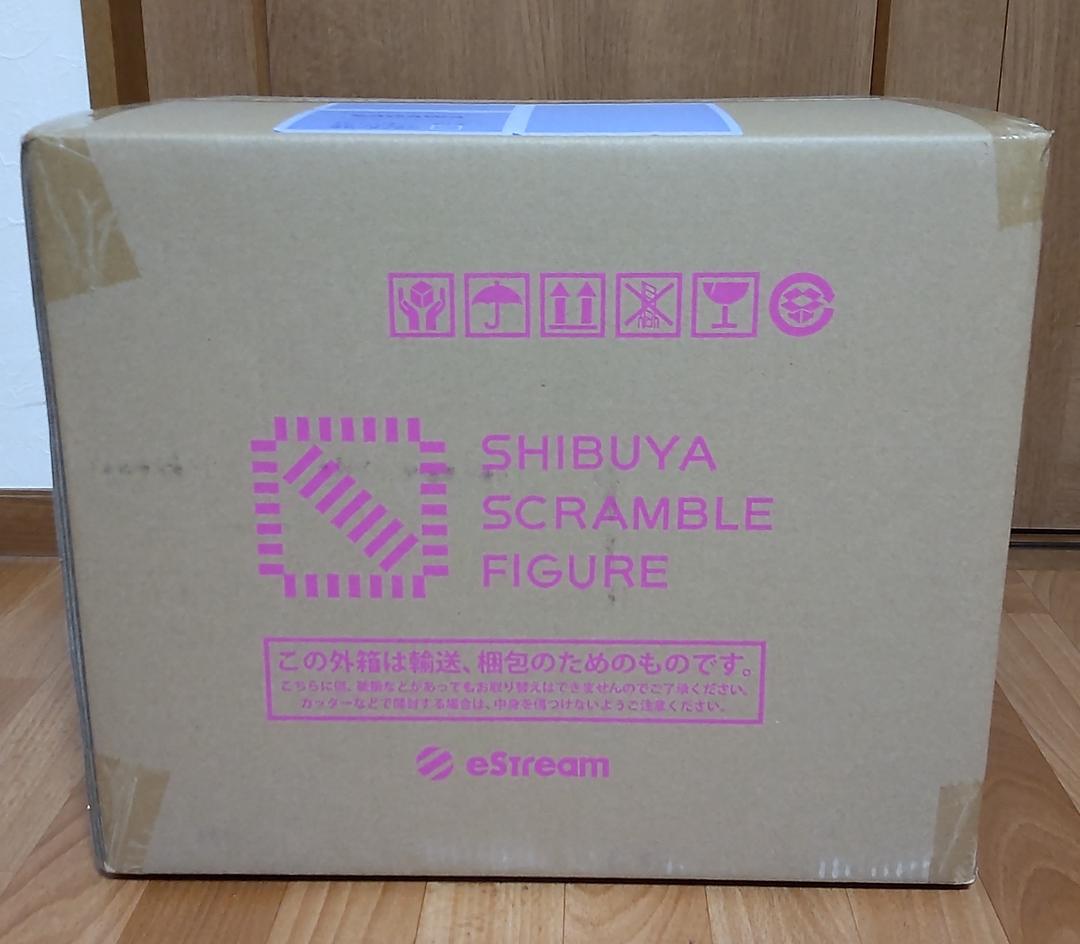 SHIBUYA
SCRAMBLE
FIGURE
この外箱は輸送、梱包のためのものです。
こちらに傷、破損などがあってもお取り替えはできませんのでご了承ください。
カッターなどで開封する場合は、中身を傷つけないようご注意ください。
eStream